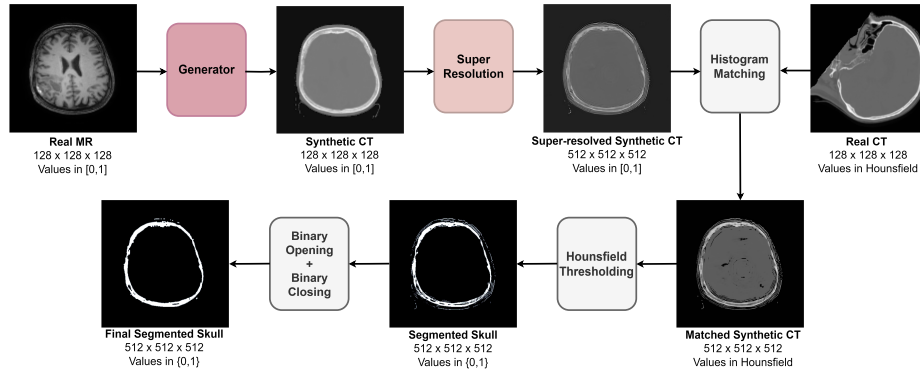 Generator
Super
Resolution
Histogram
Matching
Real MR
128 x 128 x 128
Values in [0,1]
Synthetic CT
128 x 128 x 128
Values in [0,1]
Super-resolved Synthetic CT
512 x 512 x 512
Values in [0,1]
Real CT
128 x 128 x 128
Values in Hounsfield
Binary
Opening
+
Binary
Closing
Hounsfield
Thresholding
Final Segmented Skull
512 x 512 x 512
Values in {0,1}
Segmented Skull
512 x 512 x 512
Values in {0,1}
Matched Synthetic CT
512 x 512 x 512
Values in Hounsfield